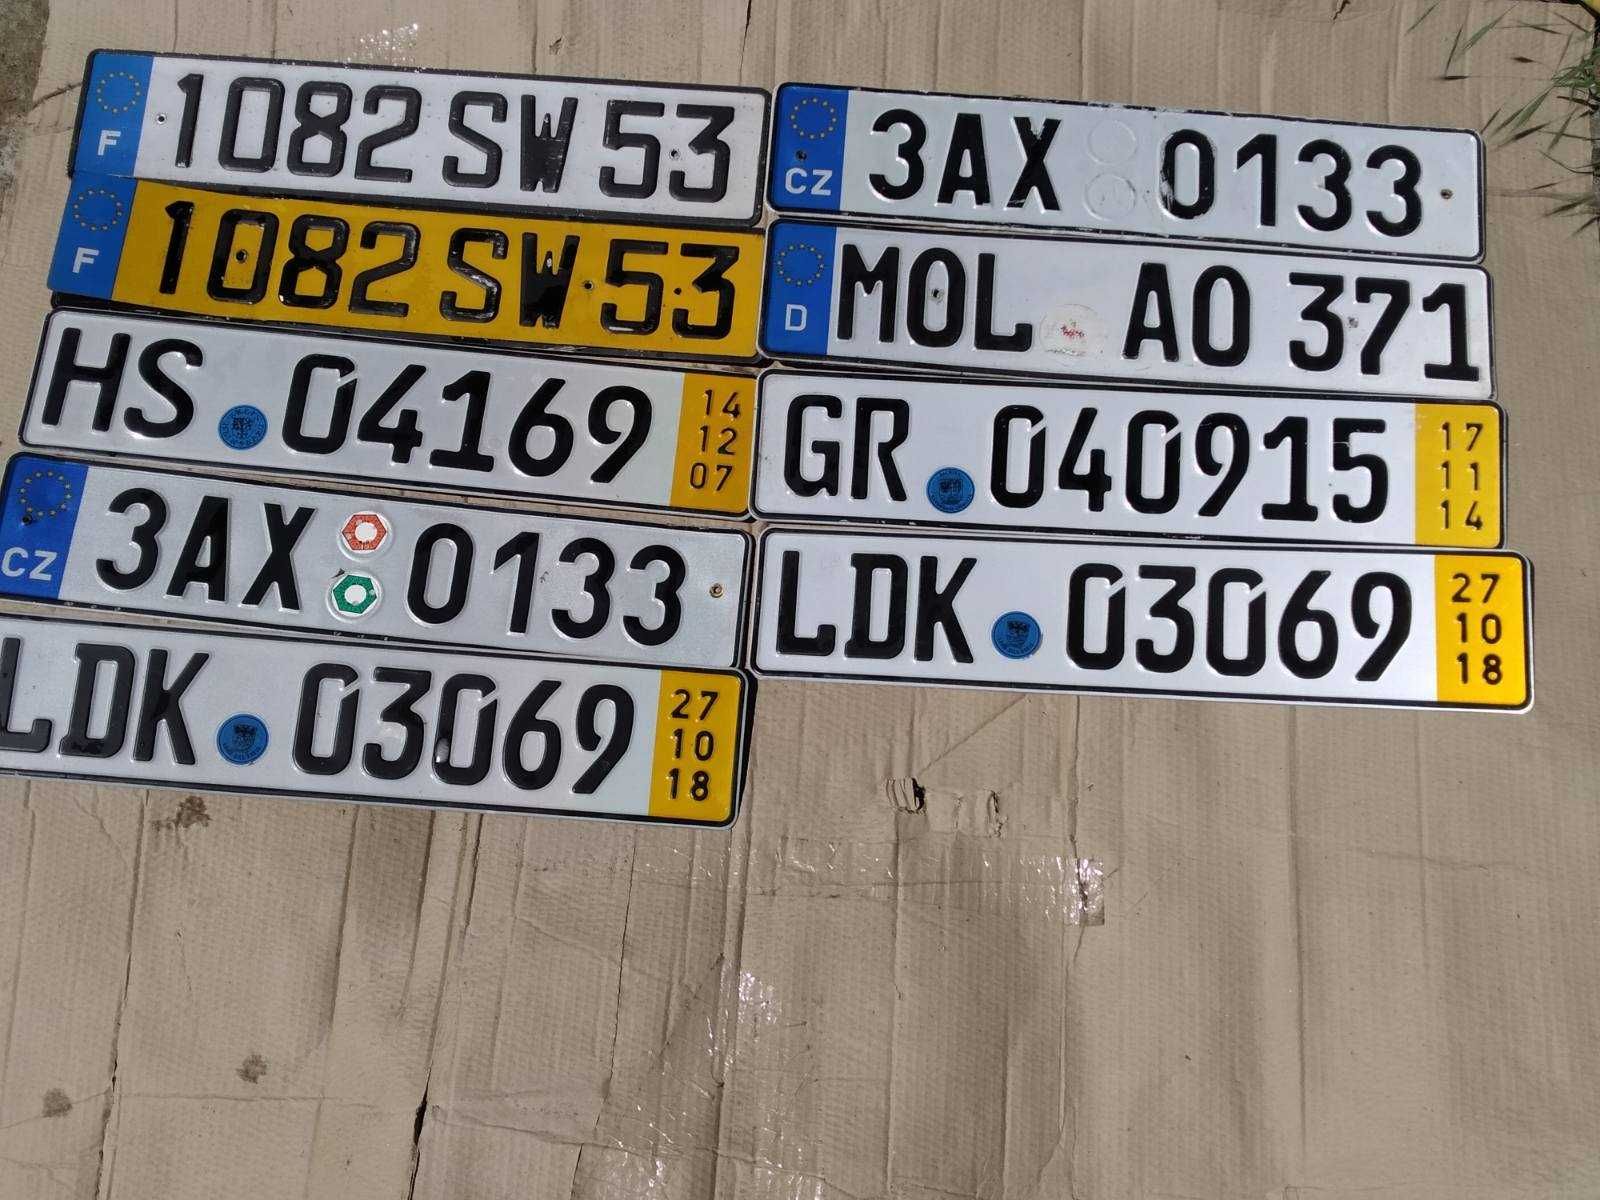 F 1082 SW 53
F 1082 SW 53
HS 04169 14 12 07
CZ 3AX 0133
LDK 03069 27 10 18
CZ 3AX 0133
D MOL AO 371
GR 040915 17 11 14
LDK 03069 27 10 18